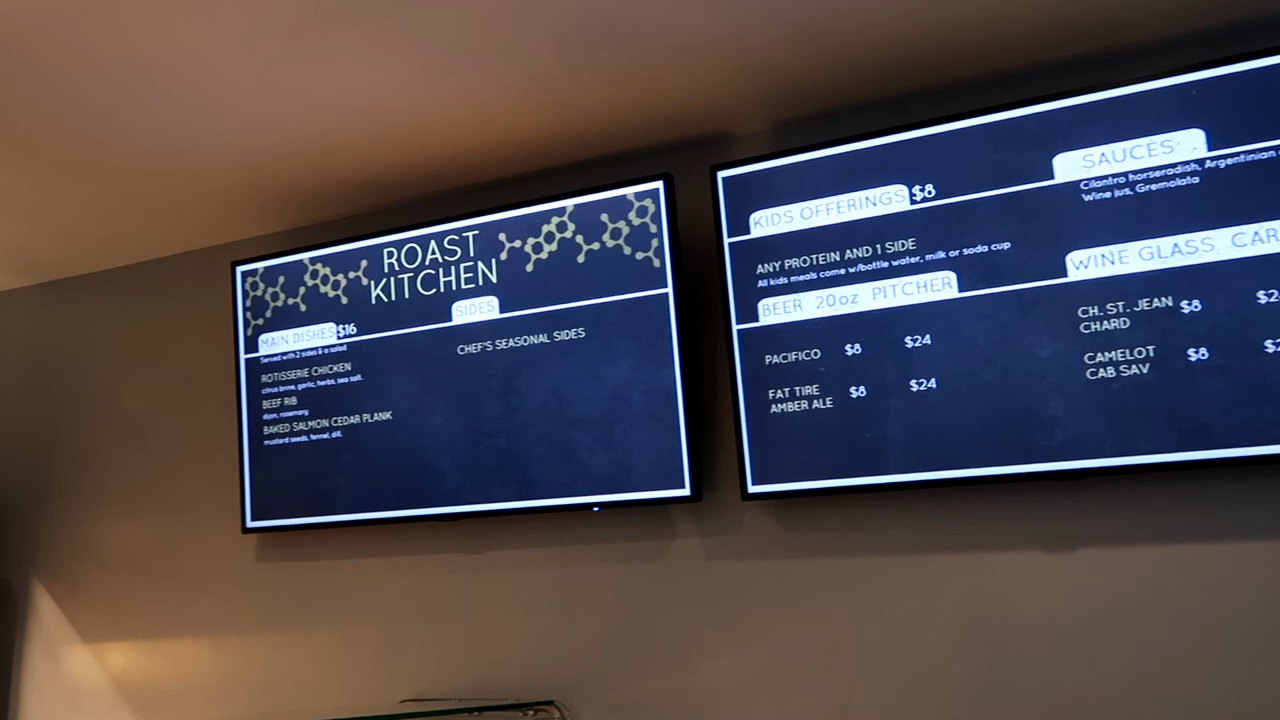 ROAST
KITCHEN
MAIN DISHES $16
Served with 2 sides & a salad
ROTISSERIE CHICKEN
citrus brine, garlic, herbs, sea salt.
BEEF RIB
dijon, rosemary
BAKED SALMON CEDAR PLANK
mustard seeds, fennel, dill.
SIDES
CHEF'S SEASONAL SIDES
KIDS OFFERINGS $8
ANY PROTEIN AND 1 SIDE
All kids meals come w/bottle water, milk or soda cup
BEER 20oz PITCHER
PACIFICO $8 $24
FAT TIRE
AMBER ALE $8 $24
SAUCES
Cilantro horseradish, Argentinian
Wine jus, Gremolata
WINE GLASS, CAR
CH. ST. JEAN
CHARD $8
CAMELOT
CAB SAV $8